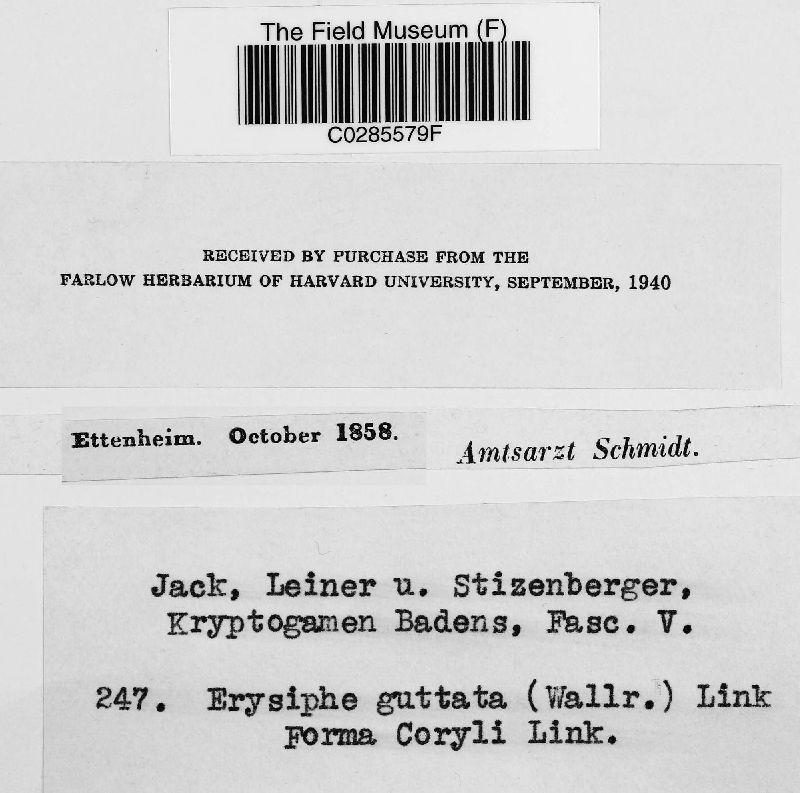 The Field Museum (F)
C0285579F
RECEIVED BY PURCHASE FROM THE
FARLOW HERBARIUM OF HARVARD UNIVERSITY, SEPTEMBER, 1940
Ettenheim. October 1858.
Amtsarzt Schmidt.
Jack, Leiner u. Stizenberger,
Kryptogamen Badens, Fasc. V.
247. Erysiphe guttata (Wallr.) Link
Forma Coryli Link.